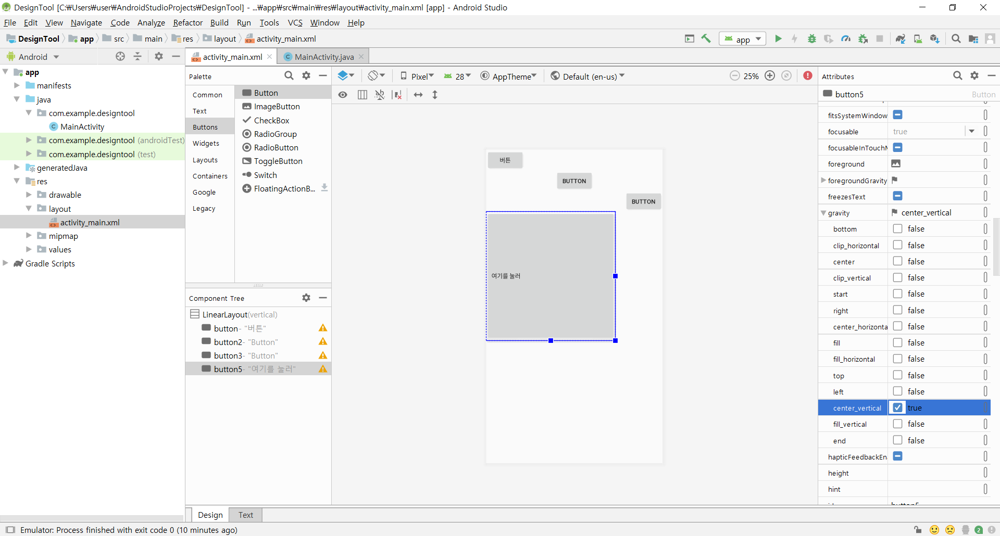 DesignTool [C:₩Users₩user₩AndroidStudioProjects₩DesignTool] - ...₩app₩src₩main₩res₩layout₩activity_main.xml [app] - Android Studio
File Edit View Navigate Code Analyze Refactor Build Run Tools VCS Window Help
DesignTool app src main res layout activity_main.xml
app
Android
activity_main.xml
MainActivity.java
app
manifests
java
com.example.designtool
MainActivity
com.example.designtool (androidTest)
com.example.designtool (test)
generatedJava
res
drawable
layout
activity_main.xml
mipmap
values
Gradle Scripts
Palette
Common
Text
Buttons
Widgets
Layouts
Containers
Google
Legacy
Button
ImageButton
CheckBox
RadioGroup
RadioButton
ToggleButton
Switch
FloatingActionB...
Component Tree
LinearLayout(vertical)
button- "버튼"
button2- "Button"
button3- "Button"
button5- "여기를 눌러"
Pixel 28 AppTheme Default (en-us) 25%
버튼
BUTTON
BUTTON
여기를 눌러
Attributes
button5 Button
fitsSystemWindow
focusable true
focusableInTouchM
foreground
foregroundGravity
freezesText
gravity center_vertical
bottom false
clip_horizontal false
center false
clip_vertical false
start false
right false
center_horizonta false
fill false
fill_horizontal false
top false
left false
center_vertical true
fill_vertical false
end false
hapticFeedbackEn
height
hint
Design Text
Emulator: Process finished with exit code 0 (10 minutes ago)
2